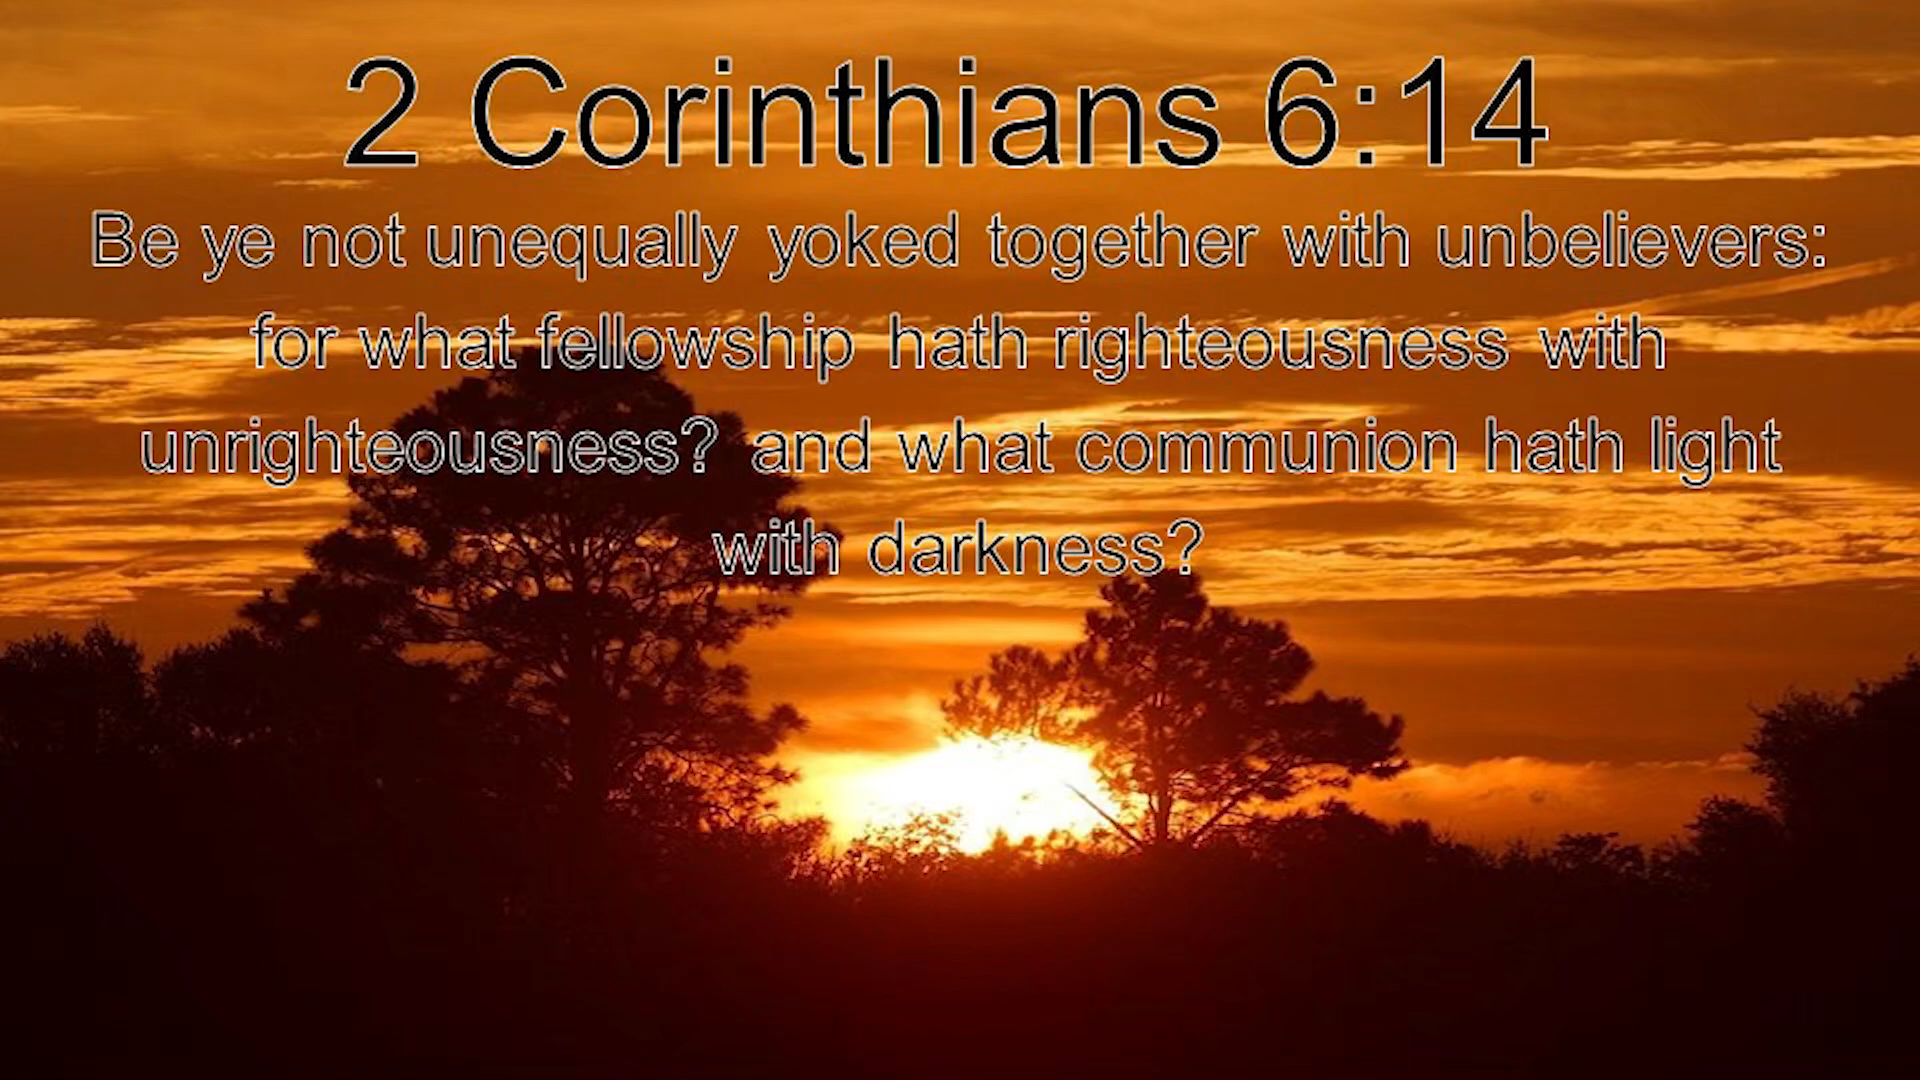 2 Corinthians 6:14
Be ye not unequally yoked together with unbelievers:
for what fellowship hath righteousness with
unrighteousness? and what communion hath light
with darkness?